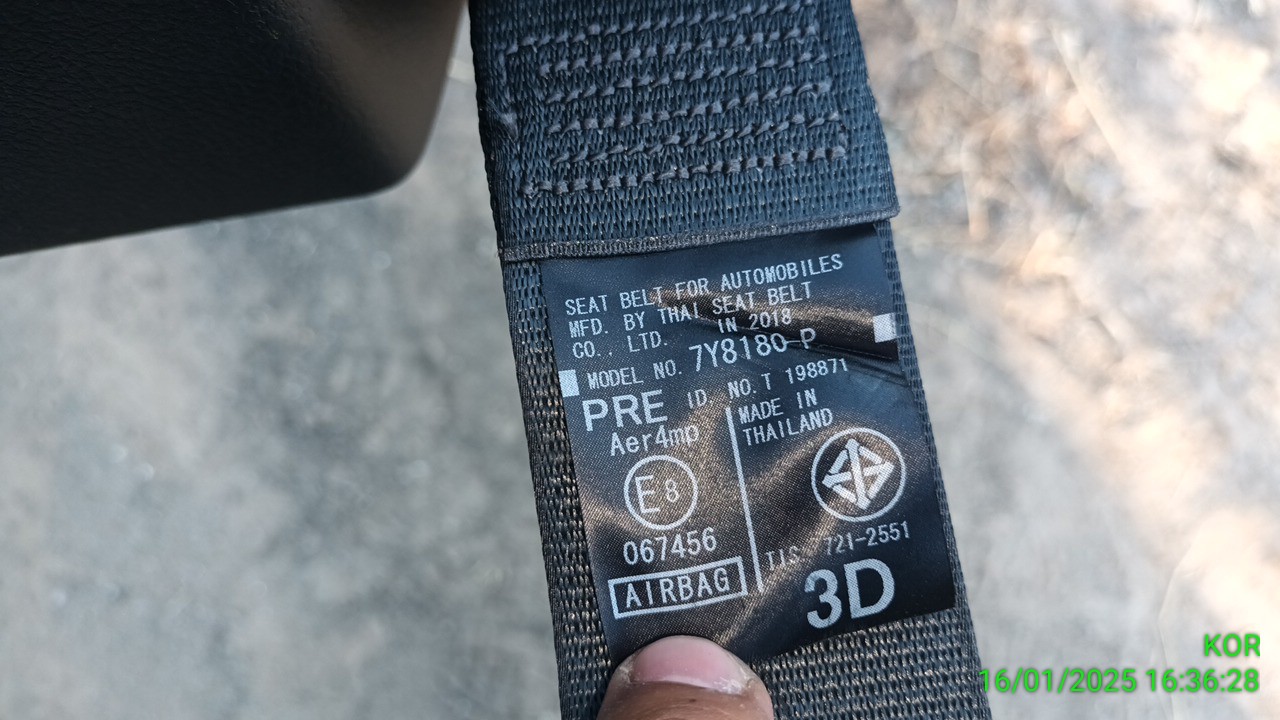 SEAT BELT FOR AUTOMOBILES
MFD. BY THAI SEAT BELT
CO., LTD. IN 2018
MODEL NO. 7Y8180-P
PRE ID NO. T 198871
Aer4mp
E8
067456
AIRBAG
MADE IN
THAILAND
TIS 721-2551
3D
KOR
16/01/2025 16:36:28